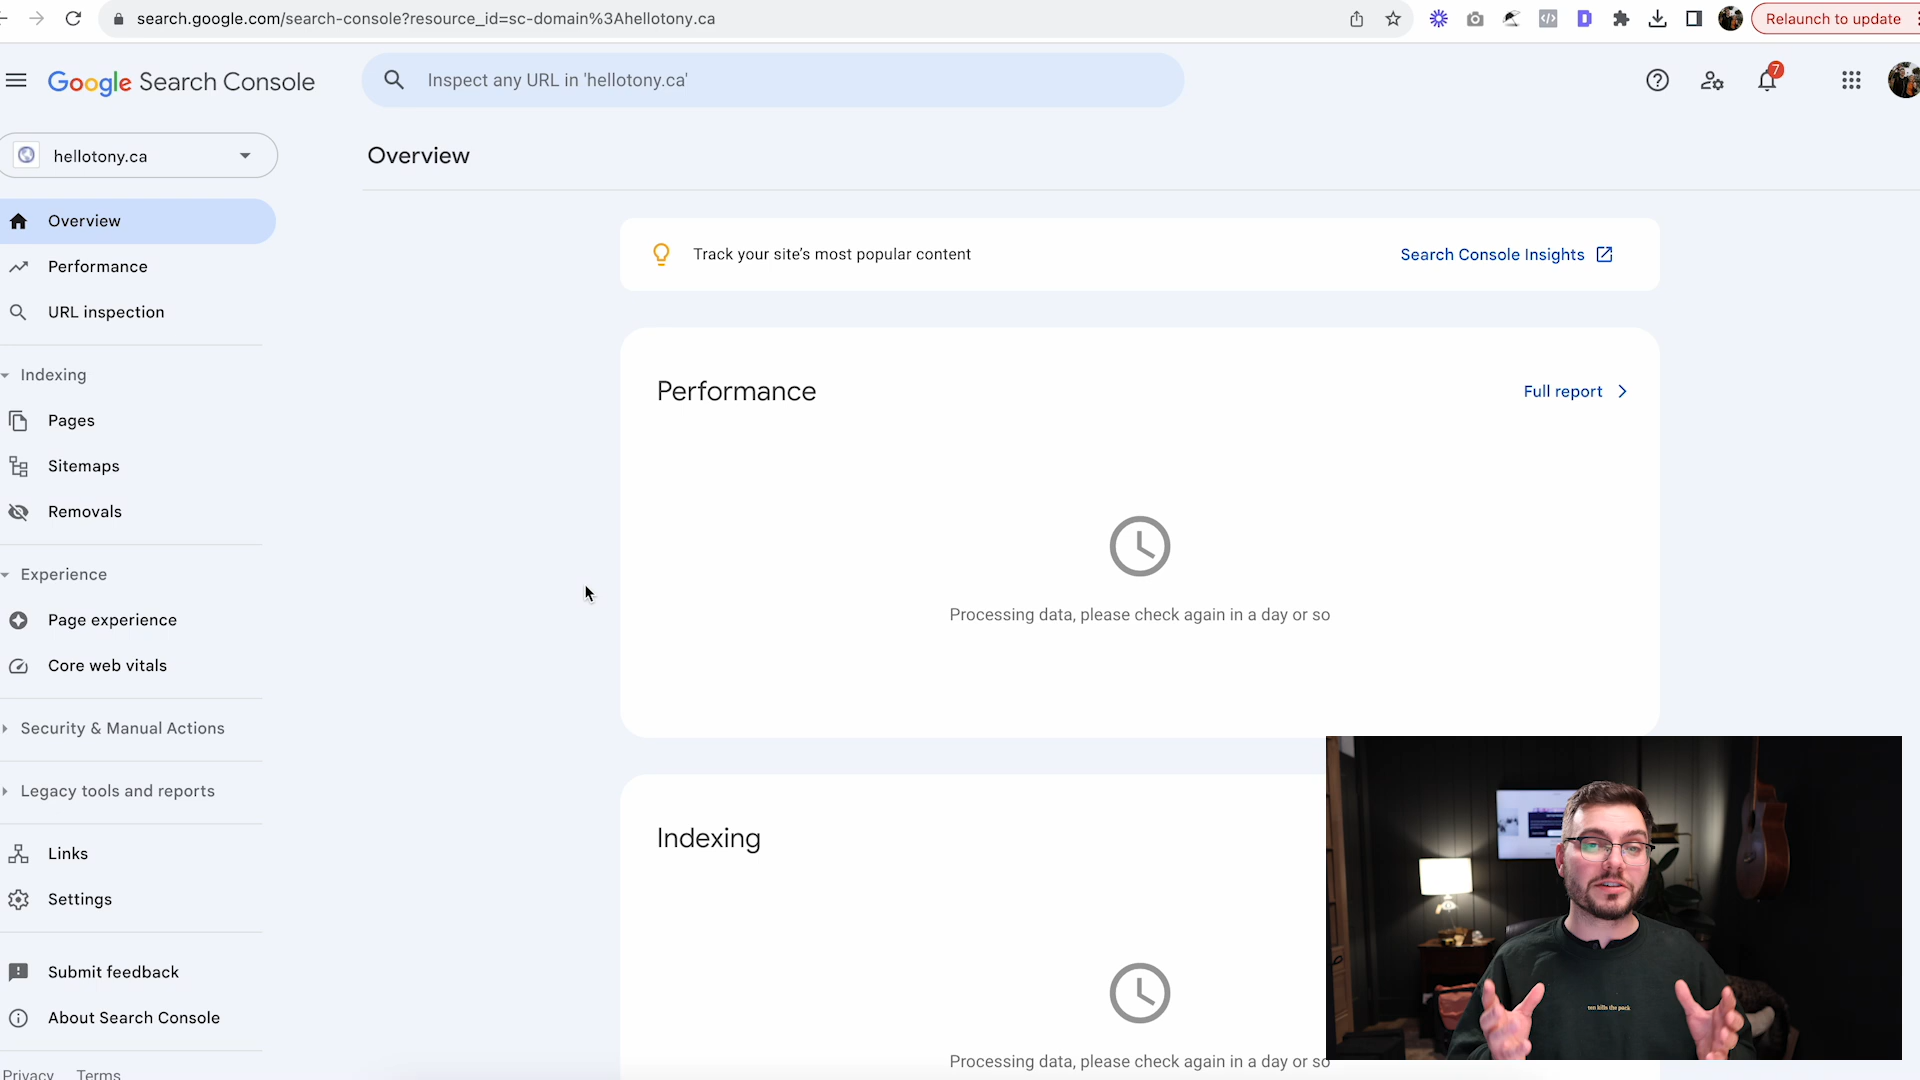 search.google.com/search-console?resource_id=sc-domain%3Ahellotony.ca
Relaunch to update
Google Search Console
Inspect any URL in 'hellotony.ca'
7
hellotony.ca
Overview
Overview
Performance
URL inspection
Indexing
Pages
Sitemaps
Removals
Experience
Page experience
Core web vitals
Security & Manual Actions
Legacy tools and reports
Links
Settings
Submit feedback
About Search Console
Privacy Terms
Track your site's most popular content
Search Console Insights
Performance
Full report
Processing data, please check again in a day or so
Indexing
Processing data, please check again in a day or so